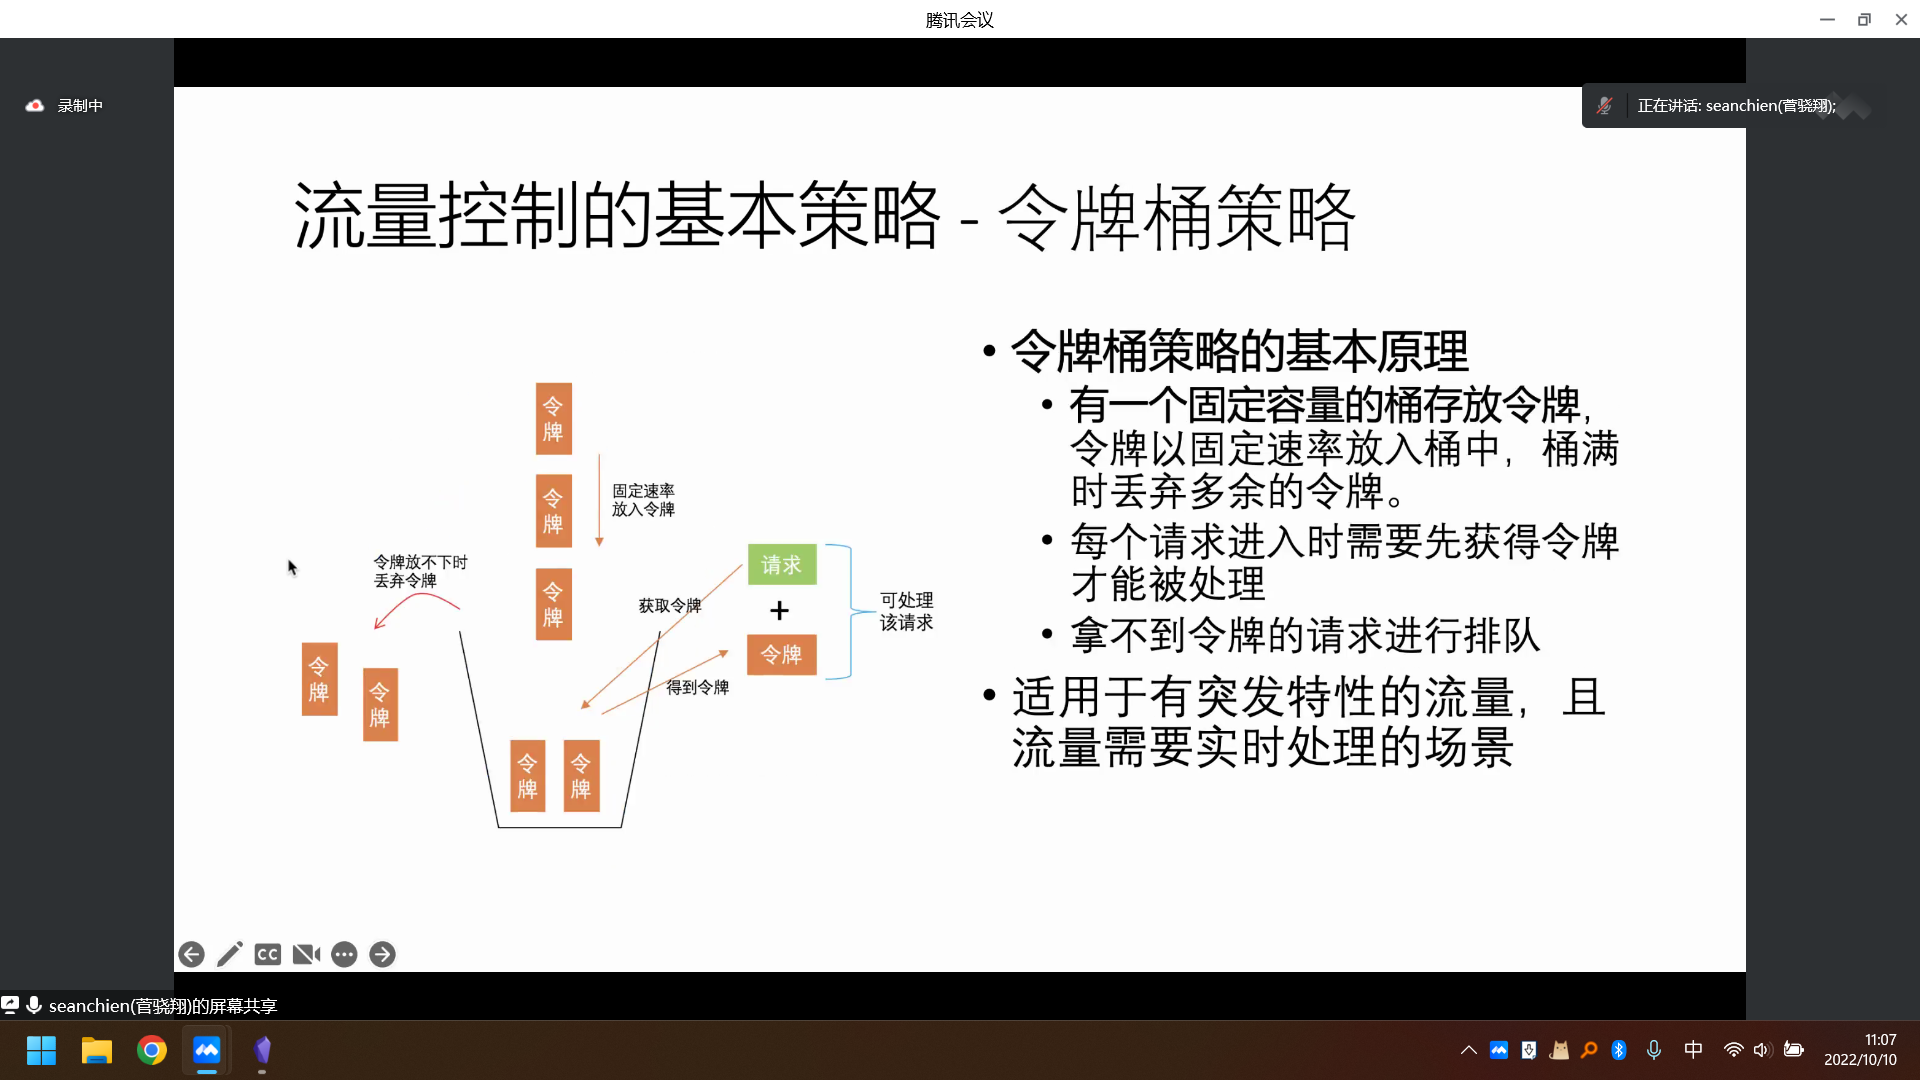 腾讯会议
录制中
正在讲话: seanchien(菅骁翔);
流量控制的基本策略 - 令牌桶策略
令牌
令牌
令牌
固定速率
放入令牌
令牌放不下时
丢弃令牌
令牌
令牌
获取令牌
得到令牌
请求
+
令牌
可处理
该请求
令牌
令牌
• 令牌桶策略的基本原理
• 有一个固定容量的桶存放令牌,
令牌以固定速率放入桶中，桶满
时丢弃多余的令牌。
• 每个请求进入时需要先获得令牌
才能被处理
• 拿不到令牌的请求进行排队
• 适用于有突发特性的流量，且
流量需要实时处理的场景
CC
seanchien(菅骁翔)的屏幕共享
中
11:07
2022/10/10